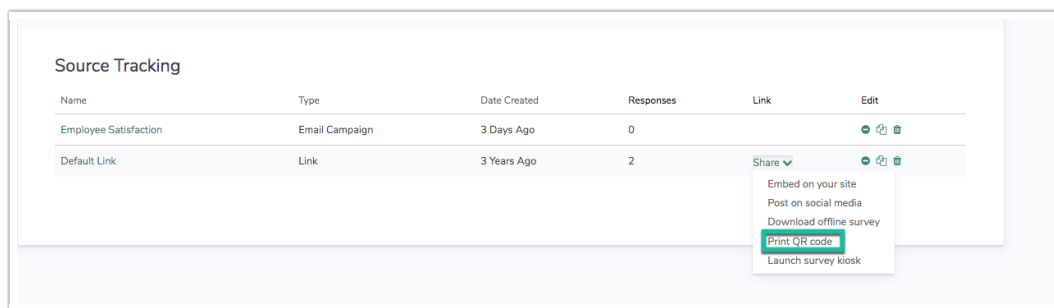 Source Tracking
Name Type Date Created Responses Link Edit
Employee Satisfaction Email Campaign 3 Days Ago 0
Default Link Link 3 Years Ago 2 Share
Embed on your site
Post on social media
Download offline survey
Print QR code
Launch survey kiosk